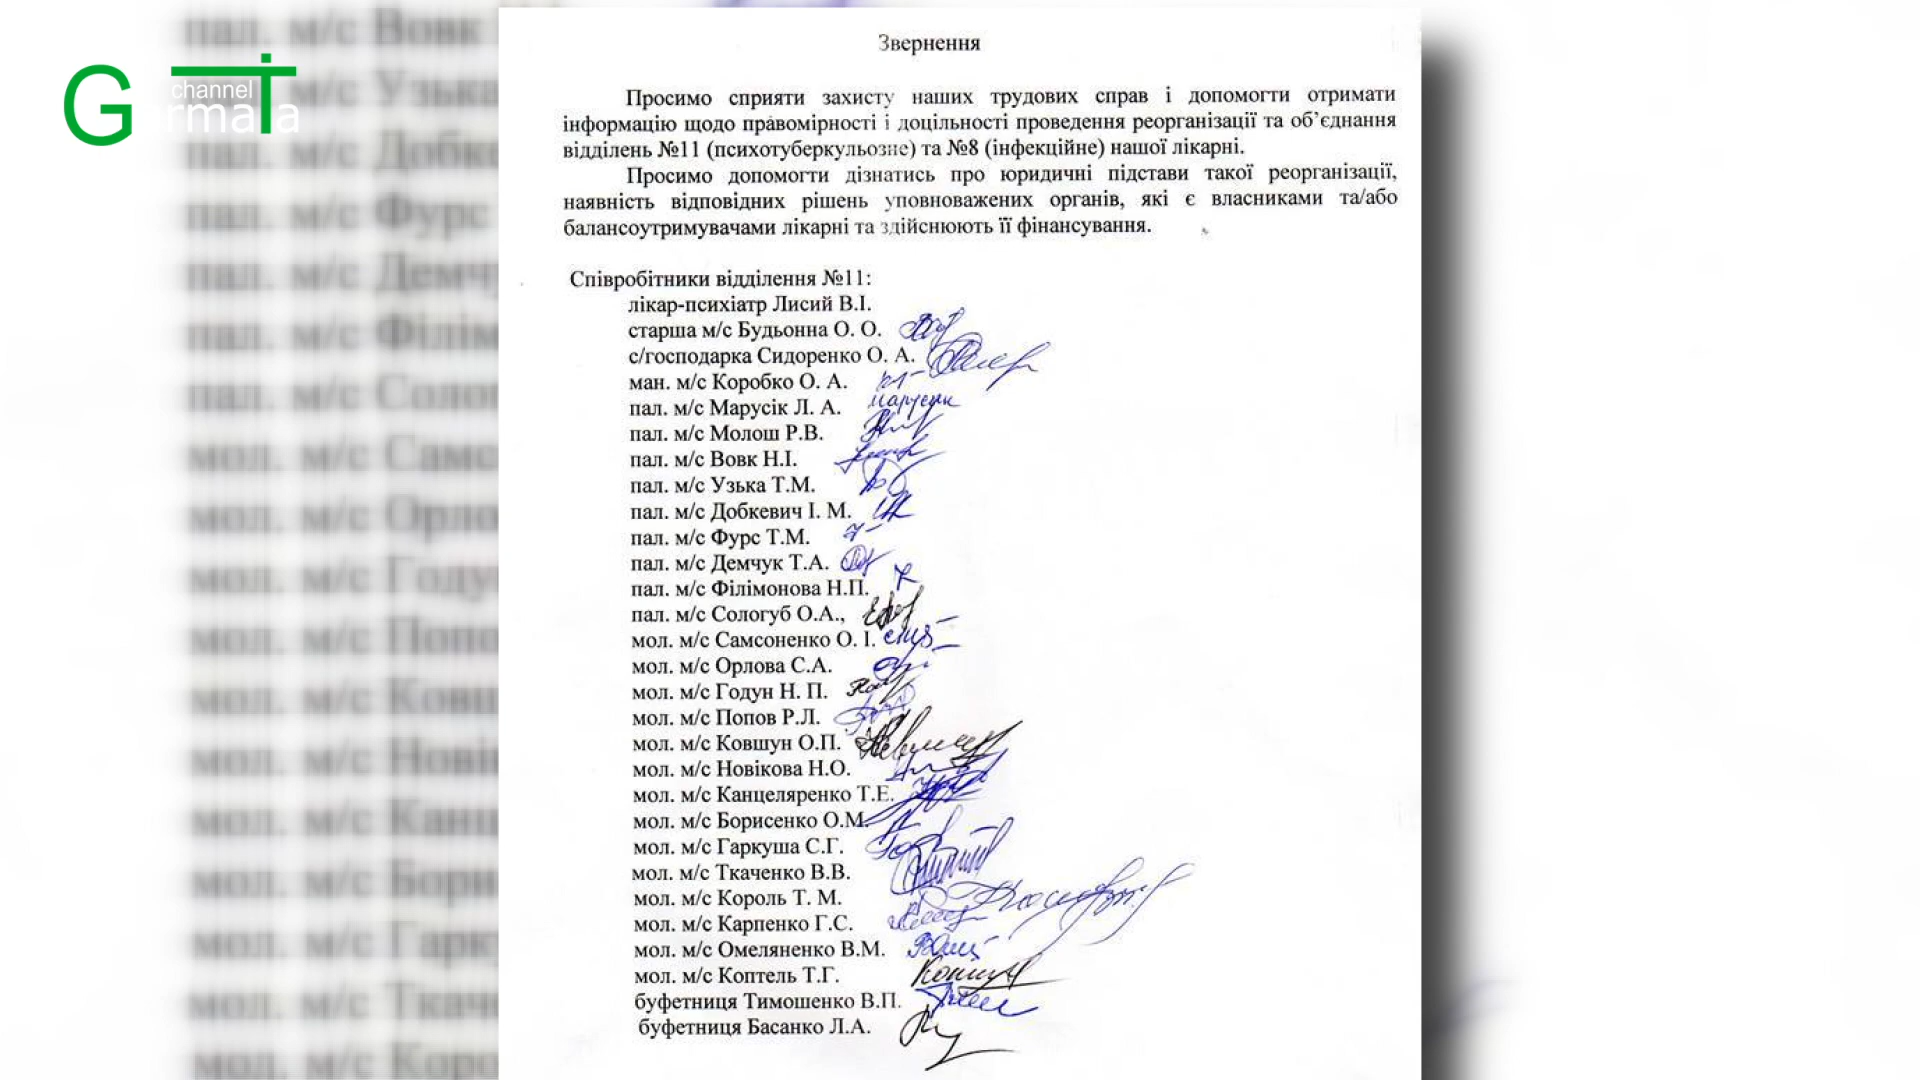 channel
Garmata
Звернення
Просимо сприяти захисту наших трудових справ і допомогти отримати
інформацію щодо правомірності і доцільності проведення реорганізації та об’єднання
відділень №11 (психотуберкульозне) та №8 (інфекційне) нашої лікарні.
Просимо допомогти дізнатись про юридичні підстави такої реорганізації,
наявність відповідних рішень уповноважених органів, які є власниками та/або
балансоутримувачами лікарні та здійснюють її фінансування.
Співробітники відділення №11:
лікар-психіатр Лисий В.І.
старша м/с Будьонна О. О.
с/господарка Сидоренко О. А.
ман. м/с Коробко О. А.
пал. м/с Марусік Л. А.
пал. м/с Молош Р.В.
пал. м/с Вовк Н.І.
пал. м/с Узька Т.М.
пал. м/с Добкевич І. М.
пал. м/с Фурс Т.М.
пал. м/с Демчук Т.А.
пал. м/с Філімонова Н.П.
пал. м/с Сологуб О.А.,
мол. м/с Самсоненко О. І.
мол. м/с Орлова С.А.
мол. м/с Годун Н. П.
мол. м/с Попов Р.Л.
мол. м/с Ковшун О.П.
мол. м/с Новікова Н.О.
мол. м/с Канцеляренко Т.Е.
мол. м/с Борисенко О.М.
мол. м/с Гаркуша С.Г.
мол. м/с Ткаченко В.В.
мол. м/с Король Т. М.
мол. м/с Карпенко Г.С.
мол. м/с Омеляненко В.М.
мол. м/с Коптель Т.Г.
буфетниця Тимошенко В.П.
буфетниця Басанко Л.А.